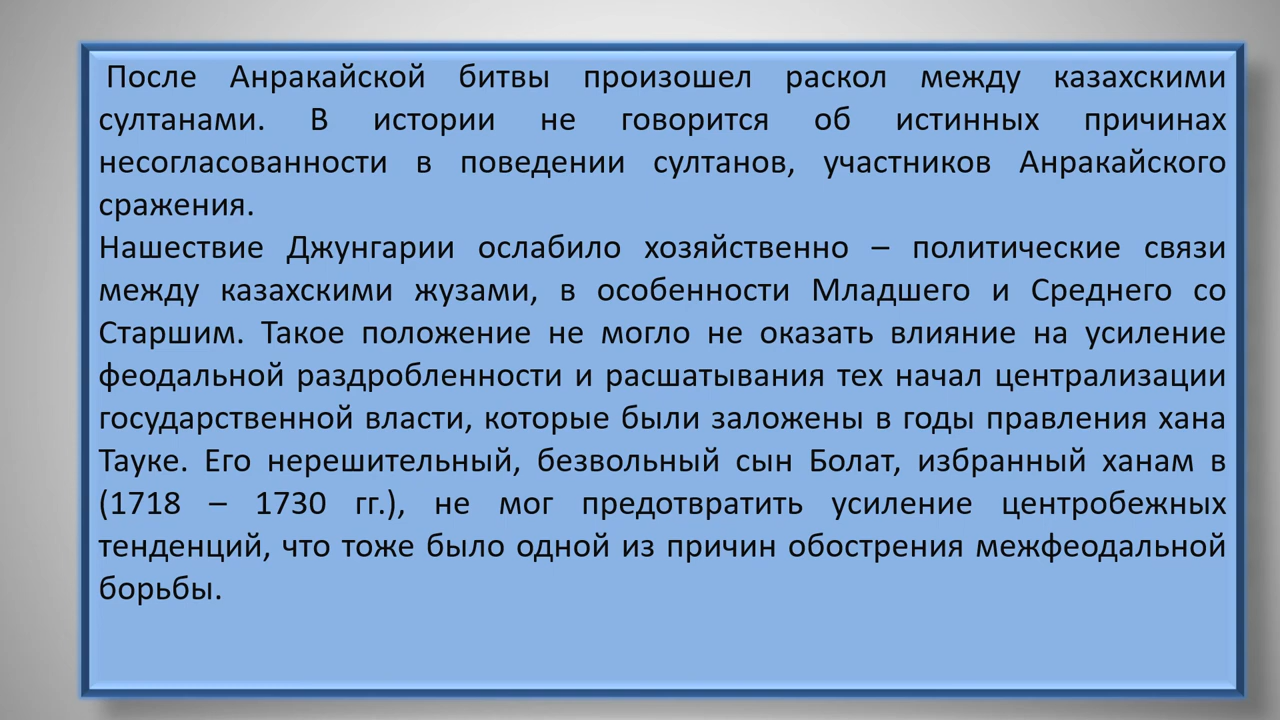 После Анракайской битвы произошел раскол между казахскими
султанами. В истории не говорится об истинных причинах
несогласованности в поведении султанов, участников Анракайского
сражения.
Нашествие Джунгарии ослабило хозяйственно – политические связи
между казахскими жузами, в особенности Младшего и Среднего со
Старшим. Такое положение не могло не оказать влияние на усиление
феодальной раздробленности и расшатывания тех начал централизации
государственной власти, которые были заложены в годы правления хана
Тауке. Его нерешительный, безвольный сын Болат, избранный ханам в
(1718 – 1730 гг.), не мог предотвратить усиление центробежных
тенденций, что тоже было одной из причин обострения межфеодальной
борьбы.